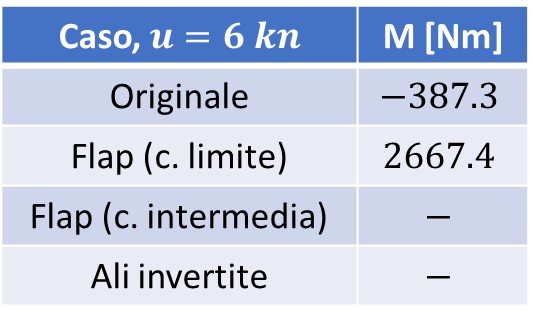 Caso, u = 6 kn M [Nm]
Originale −387.3
Flap (c. limite) 2667.4
Flap (c. intermedia) −
Ali invertite −